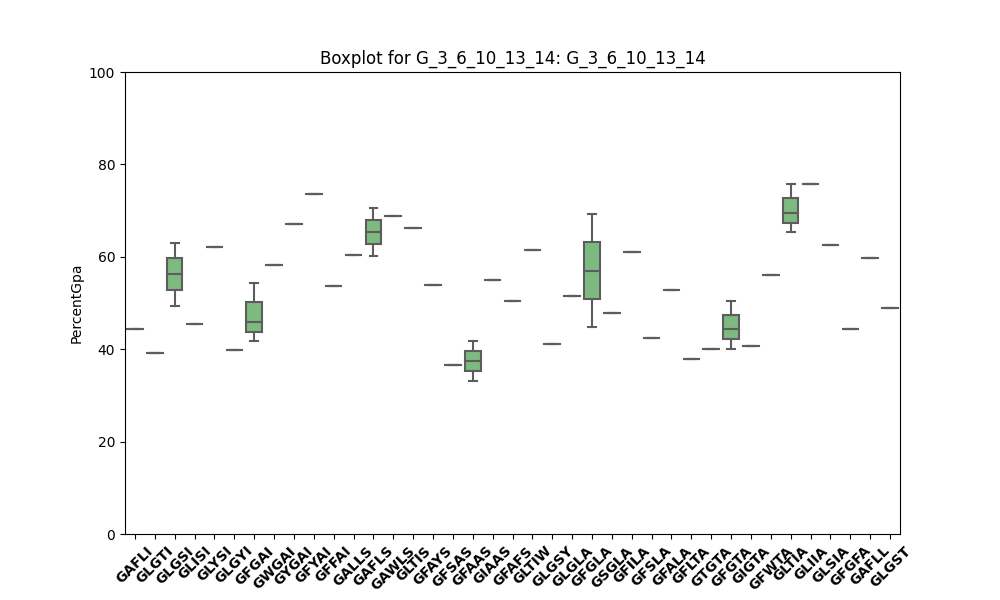 Boxplot for G_3_6_10_13_14: G_3_6_10_13_14
100
80
60
40
20
0
PercentGpa
GAFLI
GLGTI
GLGSI
GLISI
GLYSI
GLGYI
GFGAI
GWGAI
GYGAI
GFYAI
GFFAI
GALLS
GAFLS
GAWLS
GLTIS
GFAYS
GFSAS
GFAAS
GIAAS
GFAFS
GLTIW
GLGSY
GLGLA
GFGLA
GSGLA
GFILA
GFSLA
GFALA
GFLTA
GTGTA
GFGTA
GIGTA
GFWTA
GLTIA
GLIIA
GLSIA
GFGFA
GAFLL
GLGST